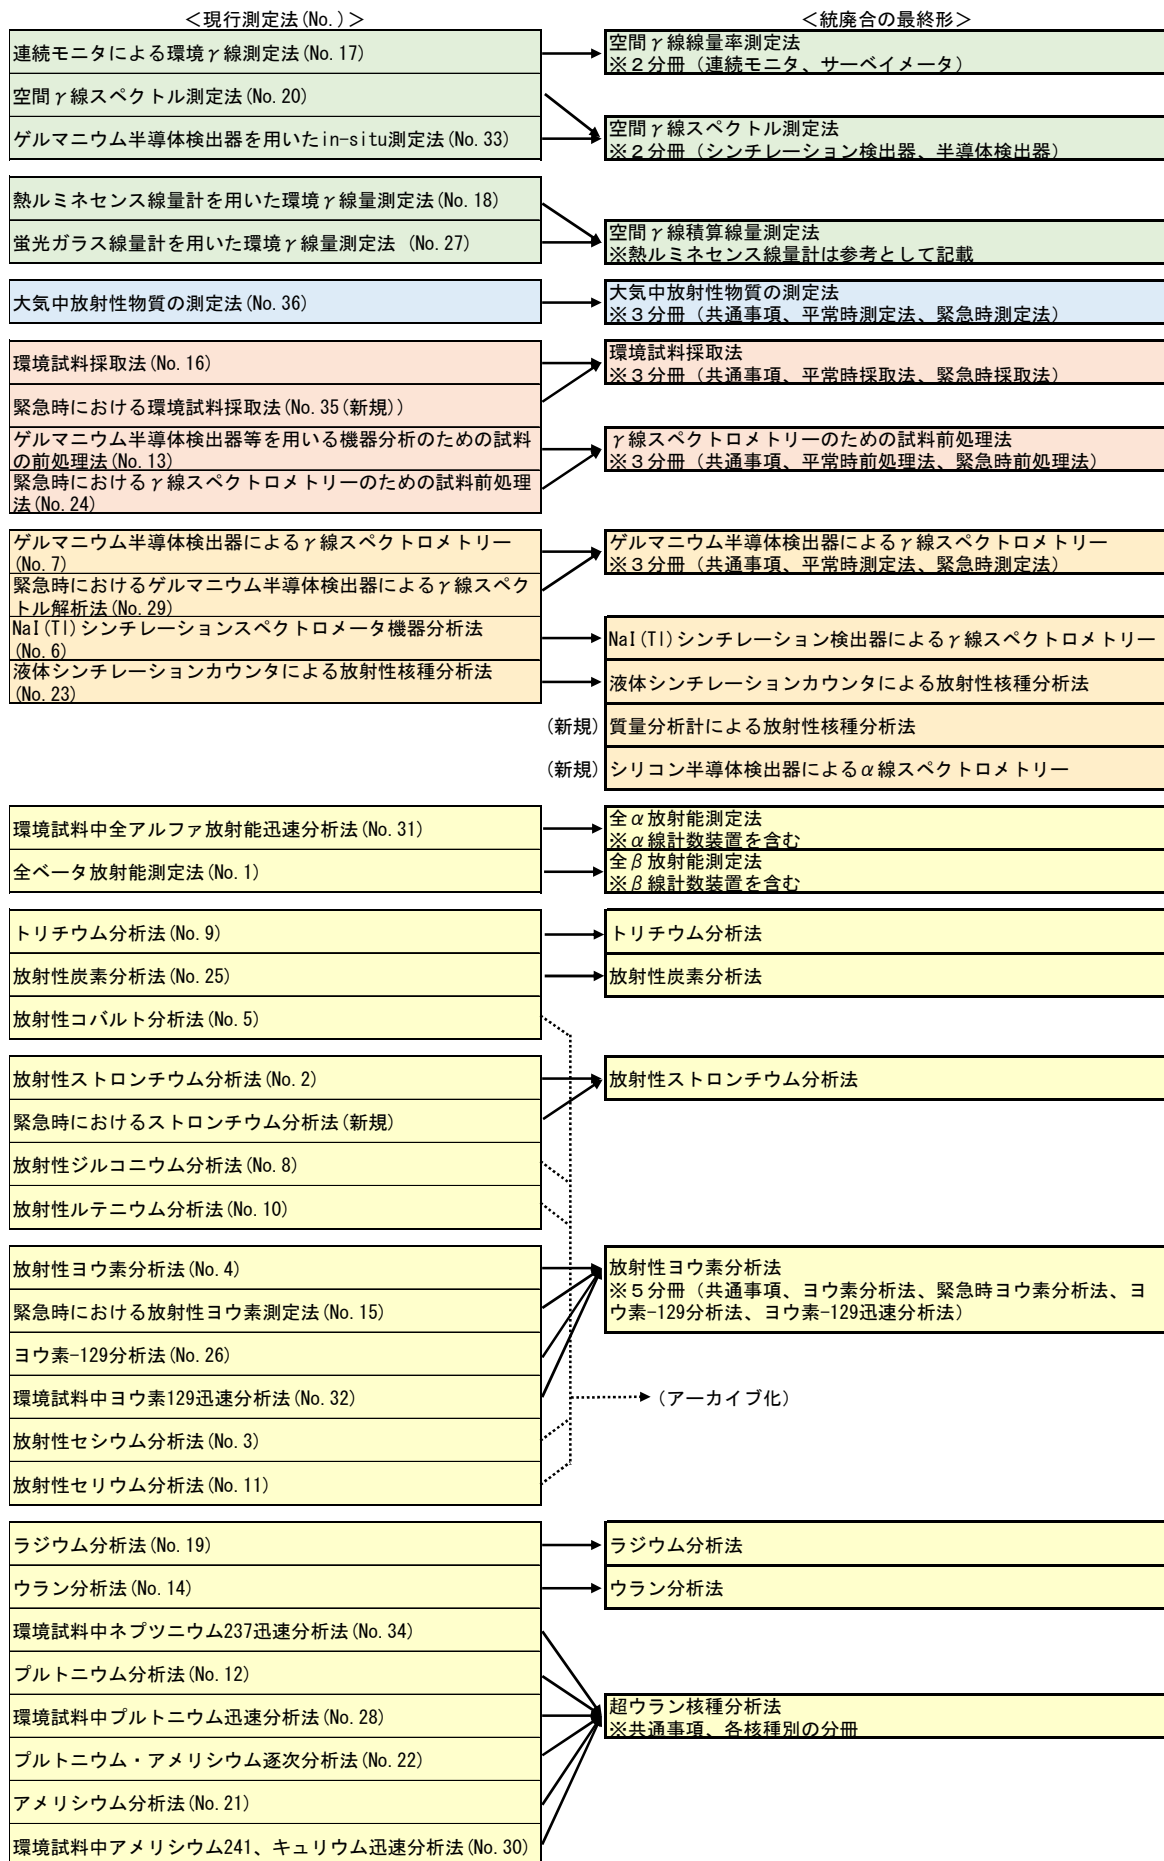 ＜現行測定法(No.)＞
＜統廃合の最終形＞
連続モニタによる環境γ線測定法(No.17)
空間γ線線量率測定法
※２分冊（連続モニタ、サーベイメータ）
空間γ線スペクトル測定法(No.20)
ゲルマニウム半導体検出器を用いたin-situ測定法(No.33)
空間γ線スペクトル測定法
※２分冊（シンチレーション検出器、半導体検出器）
熱ルミネセンス線量計を用いた環境γ線量測定法(No.18)
蛍光ガラス線量計を用いた環境γ線量測定法 (No.27)
空間γ線積算線量測定法
※熱ルミネセンス線量計は参考として記載
大気中放射性物質の測定法(No.36)
大気中放射性物質の測定法
※３分冊（共通事項、平常時測定法、緊急時測定法）
環境試料採取法(No.16)
環境試料採取法
※３分冊（共通事項、平常時採取法、緊急時採取法）
緊急時における環境試料採取法(No.35(新規))
ゲルマニウム半導体検出器等を用いる機器分析のための試料
の前処理法(No.13)
γ線スペクトロメトリーのための試料前処理法
※３分冊（共通事項、平常時前処理法、緊急時前処理法）
緊急時におけるγ線スペクトロメトリーのための試料前処理
法(No.24)
ゲルマニウム半導体検出器によるγ線スペクトロメトリー
(No.7)
ゲルマニウム半導体検出器によるγ線スペクトロメトリー
※３分冊（共通事項、平常時測定法、緊急時測定法）
緊急時におけるゲルマニウム半導体検出器によるγ線スペク
トル解析法(No.29)
NaI(Tl)シンチレーションスペクトロメータ機器分析法
(No.6)
NaI(Tl)シンチレーション検出器によるγ線スペクトロメトリー
液体シンチレーションカウンタによる放射性核種分析法
(No.23)
液体シンチレーションカウンタによる放射性核種分析法
(新規)
質量分析計による放射性核種分析法
(新規)
シリコン半導体検出器によるα線スペクトロメトリー
環境試料中全アルファ放射能迅速分析法(No.31)
全α放射能測定法
※α線計数装置を含む
全ベータ放射能測定法(No.1)
全β放射能測定法
※β線計数装置を含む
トリチウム分析法(No.9)
トリチウム分析法
放射性炭素分析法(No.25)
放射性炭素分析法
放射性コバルト分析法(No.5)
放射性ストロンチウム分析法(No.2)
放射性ストロンチウム分析法
緊急時におけるストロンチウム分析法(新規)
放射性ジルコニウム分析法(No.8)
放射性ルテニウム分析法(No.10)
放射性ヨウ素分析法(No.4)
放射性ヨウ素分析法
※５分冊（共通事項、ヨウ素分析法、緊急時ヨウ素分析法、ヨ
ウ素-129分析法、ヨウ素-129迅速分析法）
緊急時における放射性ヨウ素測定法(No.15)
ヨウ素-129分析法(No.26)
環境試料中ヨウ素129迅速分析法(No.32)
(アーカイブ化)
放射性セシウム分析法(No.3)
放射性セリウム分析法(No.11)
ラジウム分析法(No.19)
ラジウム分析法
ウラン分析法(No.14)
ウラン分析法
環境試料中ネプツニウム237迅速分析法(No.34)
プルトニウム分析法(No.12)
環境試料中プルトニウム迅速分析法(No.28)
超ウラン核種分析法
※共通事項、各核種別の分冊
プルトニウム・アメリシウム逐次分析法(No.22)
アメリシウム分析法(No.21)
環境試料中アメリシウム241、キュリウム迅速分析法(No.30)